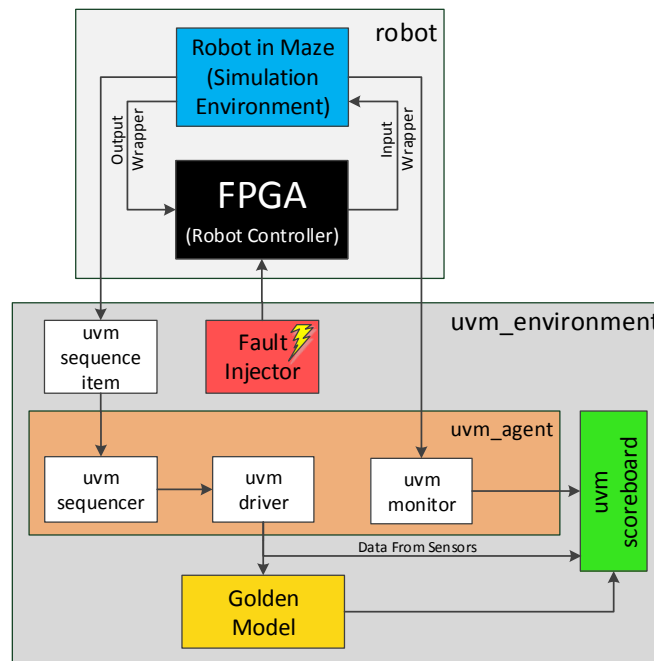 robot
Robot in Maze
(Simulation
Environment)
Output
Wrapper
Input
Wrapper
FPGA
(Robot Controller)
uvm_environment
uvm
sequence
item
Fault
Injector
uvm_agent
uvm
sequencer
uvm
driver
uvm
monitor
uvm
scoreboard
Data From Sensors
Golden
Model